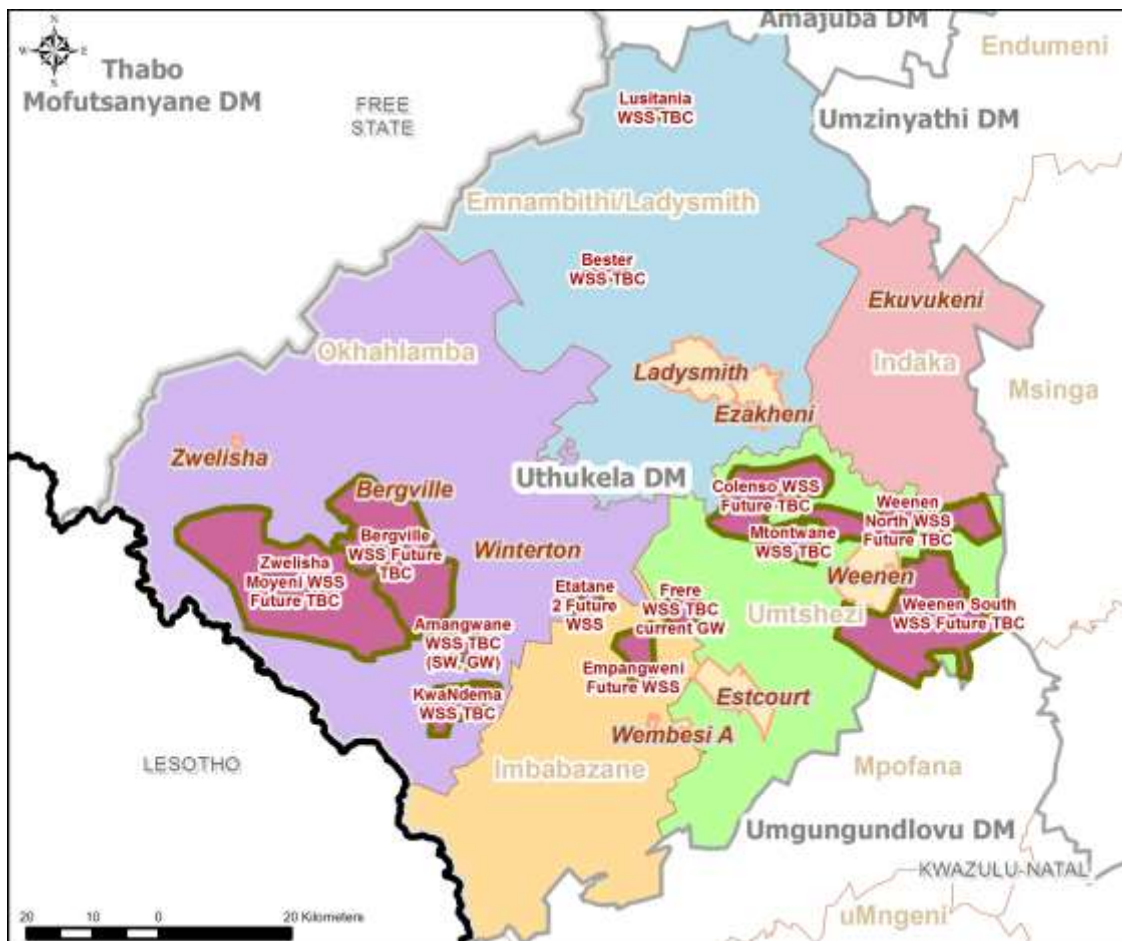 N
W
E
S
Thabo
Mofutsanyane DM
FREE
STATE
Amajuba DM
Endumeni
Lusitania
WSS TBC
Umzinyathi DM
Emnambithi/Ladysmith
Bester
WSS TBC
Ekuvukeni
Okhahlamba
Indaka
Ladysmith
Msinga
Ezakheni
Zwelisha
Uthukela DM
Bergville
Colenso WSS
Future TBC
Weenen
North WSS
Future TBC
Mtontwane
WSS TBC
Bergville
WSS Future
TBC
Winterton
Zwelisha
Moyeni WSS
Future TBC
Weenen
Etatane
2 Future
WSS
Frere
WSS TBC
current GW
Umtshezi
Weenen South
WSS Future TBC
Amangwane
WSS TBC
(SW, GW)
Empangweni
Future WSS
KwaNdema
WSS TBC
Estcourt
Wembesi A
LESOTHO
Imbabazane
Mpofana
Umgungundlovu DM
KWAZULU-NATAL
uMngeni
20 10 0 20 Kilometers